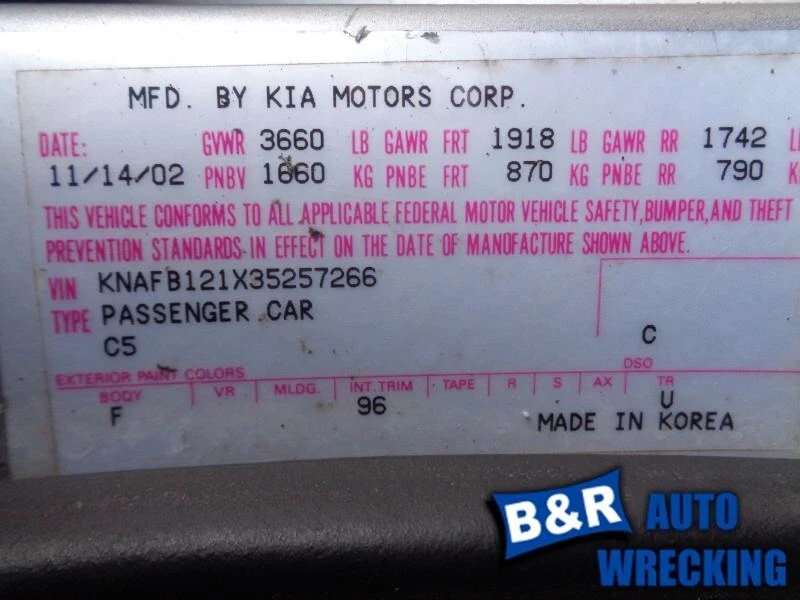 MFD. BY KIA MOTORS CORP.
DATE: GVWR 3660 LB GAWR FRT 1918 LB GAWR RR 1742 L
11/14/02 PNBV 1660 KG PNBE FRT 870 KG PNBE RR 790 K
THIS VEHICLE CONFORMS TO ALL APPLICABLE FEDERAL MOTOR VEHICLE SAFETY,BUMPER,AND THEFT
PREVENTION STANDARDS IN EFFECT ON THE DATE OF MANUFACTURE SHOWN ABOVE.
VIN KNAFB121X35257266
TYPE PASSENGER CAR
C5 C
DSO
EXTERIOR PAINT COLORS
BODY VR MLDG. INT.TRIM TAPE R S AX TR
F 96 U
MADE IN KOREA
B&R AUTO
WRECKING